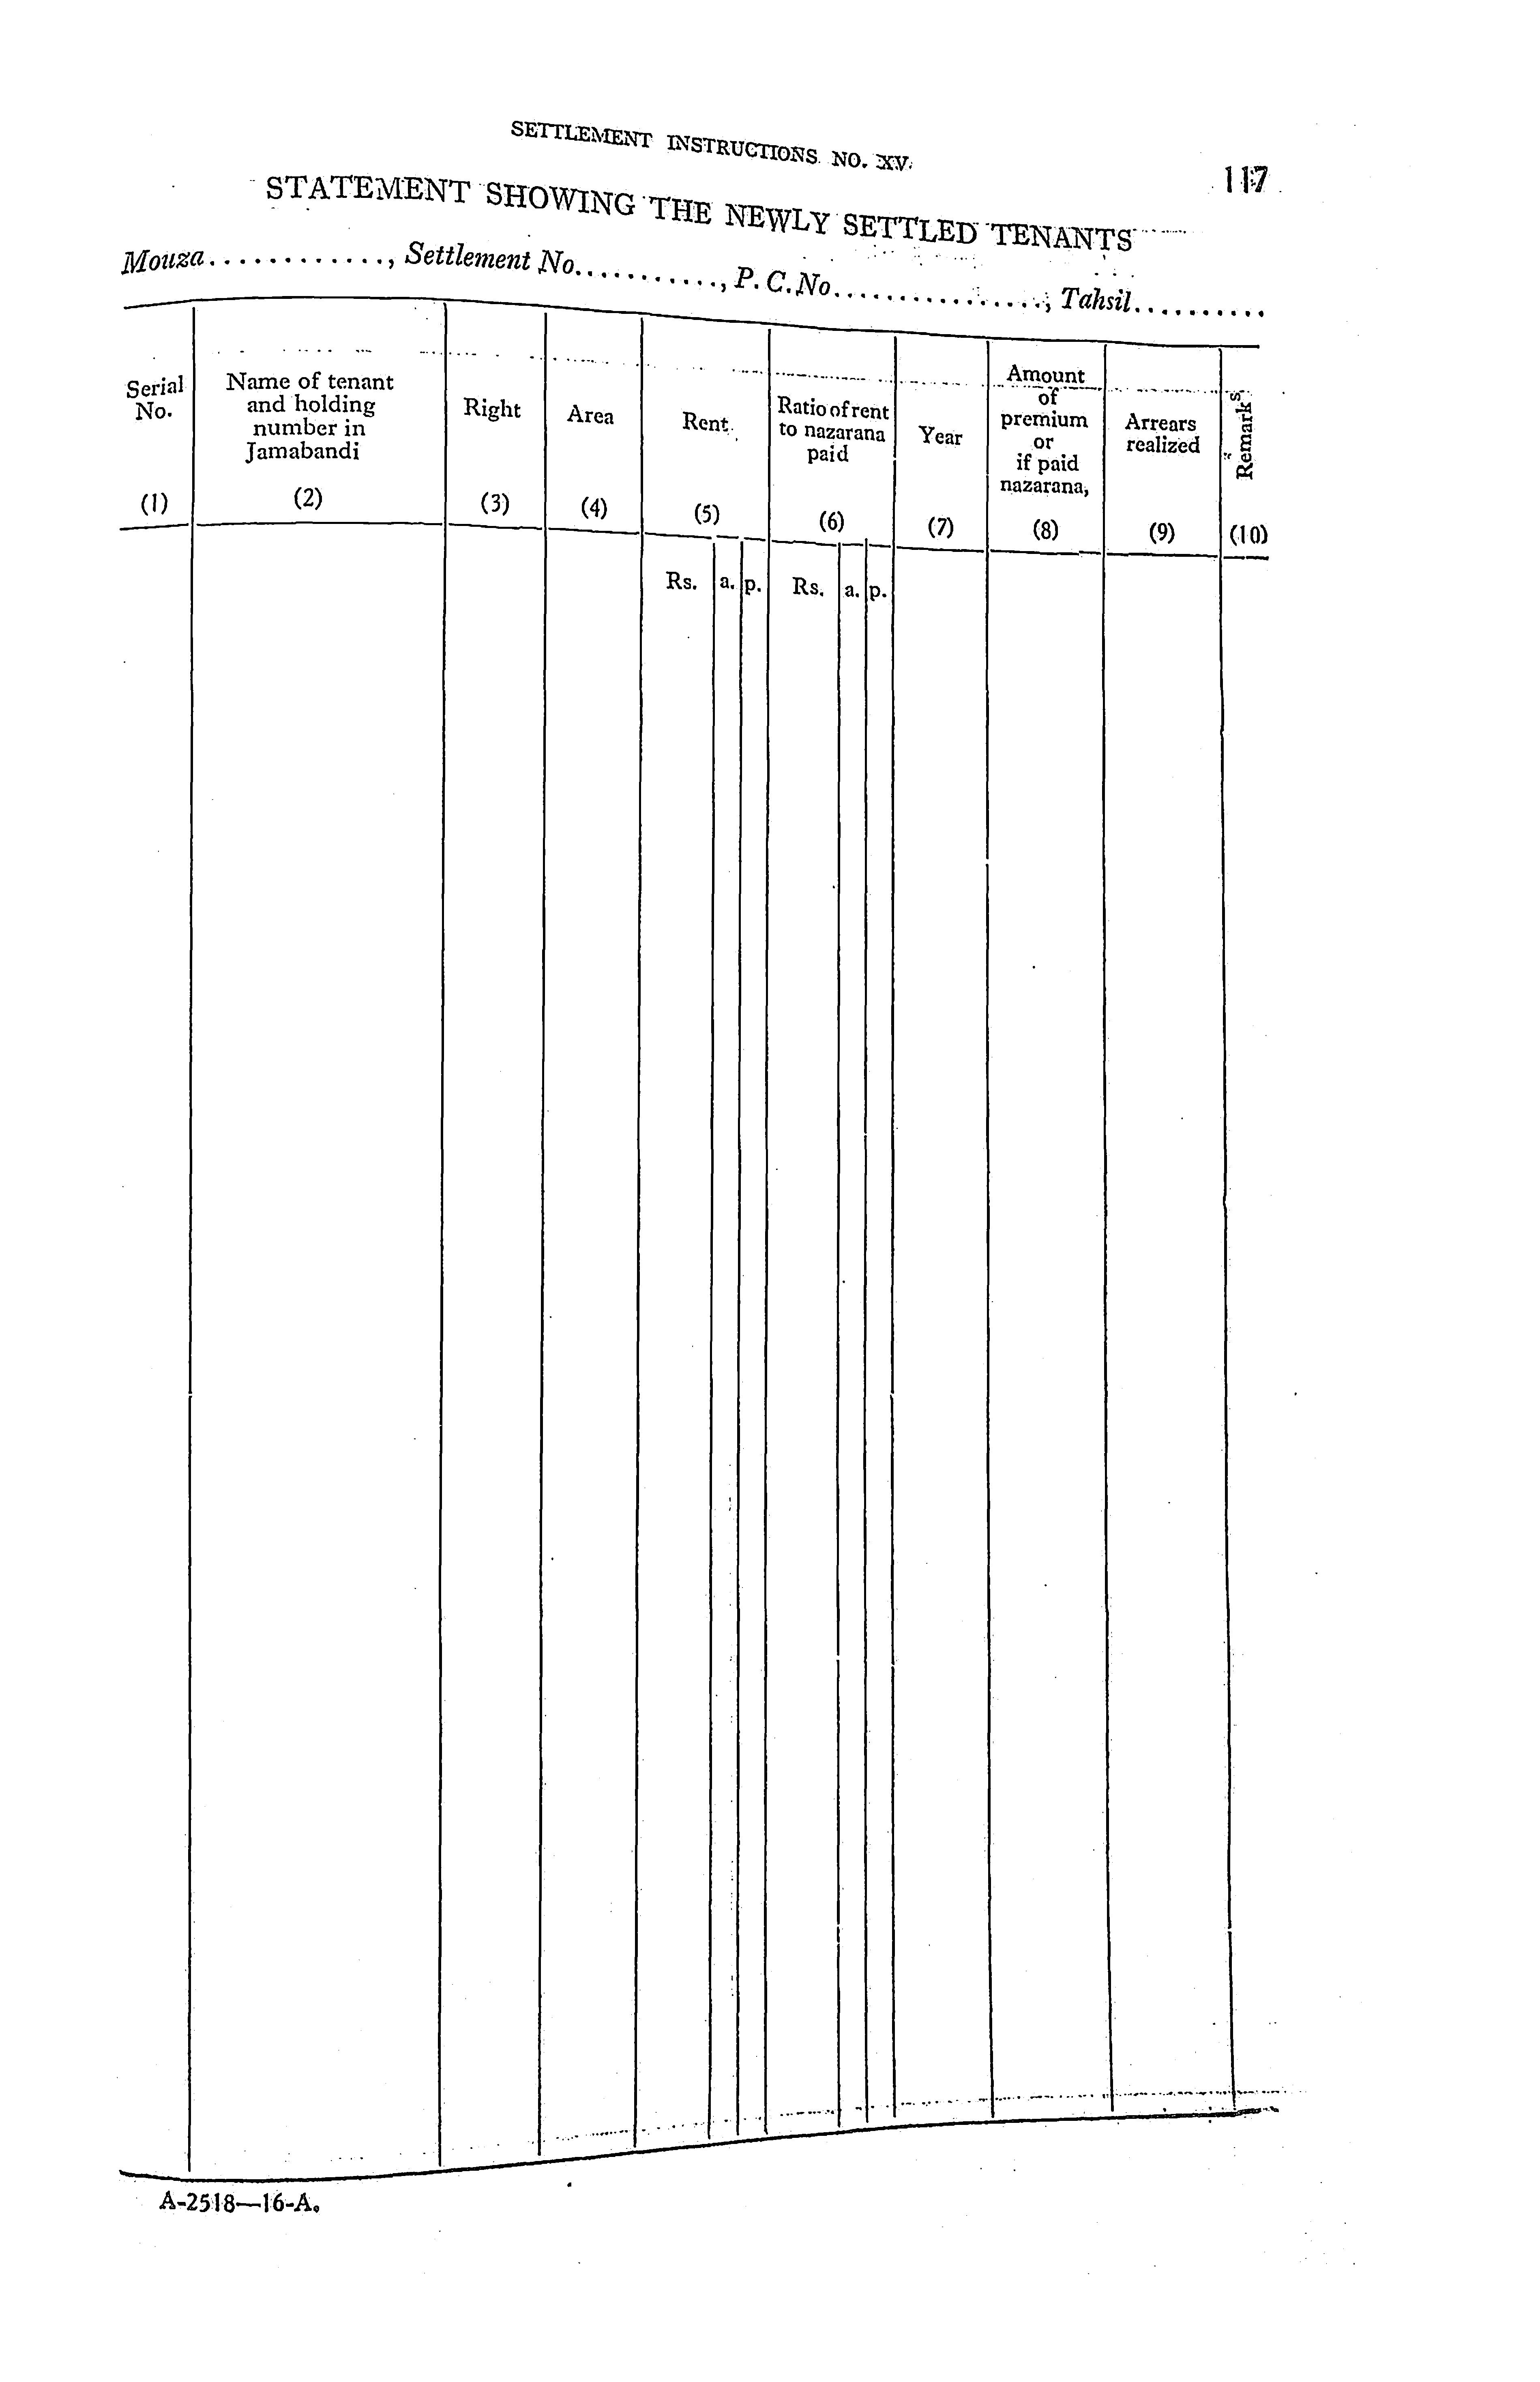 SETTLEMENT INSTRUCTIONS NO. XV.
117
STATEMENT SHOWING THE NEWLY SETTLED TENANTS
Mouza............, Settlement No..........., P. C.No................, Tahsil..........
Serial
No.
(1)
Name of tenant
and holding
number in
Jamabandi
(2)
Right
(3)
Area
(4)
Rent
(5)
Ratio of rent
to nazarana
paid
(6)
Year
(7)
Amount
of
premium
or
if paid
nazarana,
(8)
Arrears
realized
(9)
Remarks
(10)
Rs. a. p. Rs. a. p.
A-2518—16-A.